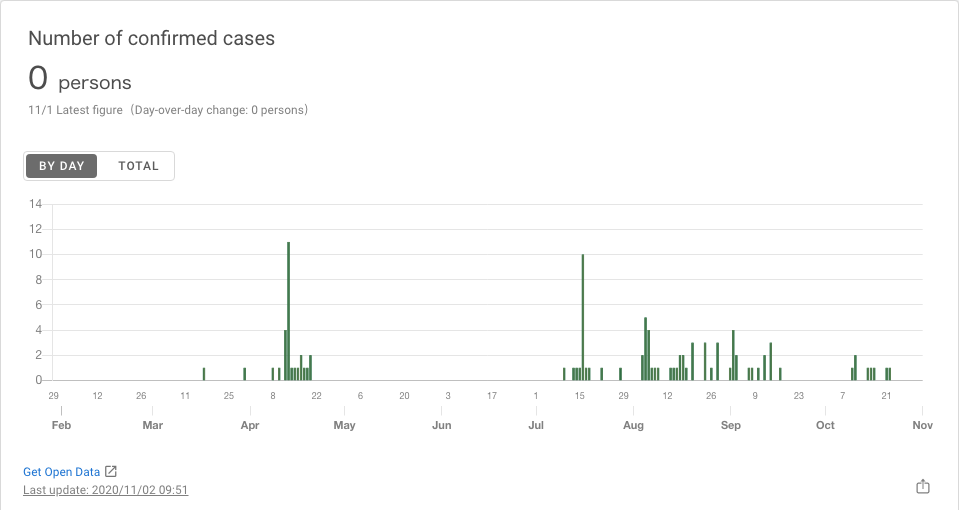 Number of confirmed cases
0 persons
11/1 Latest figure（Day-over-day change: 0 persons）
BY DAY TOTAL
14
12
10
8
6
4
2
0
29 12 26 11 25 8 22 6 20 3 17 1 15 29 12 26 9 23 7 21
Feb Mar Apr May Jun Jul Aug Sep Oct Nov
Get Open Data
Last update: 2020/11/02 09:51